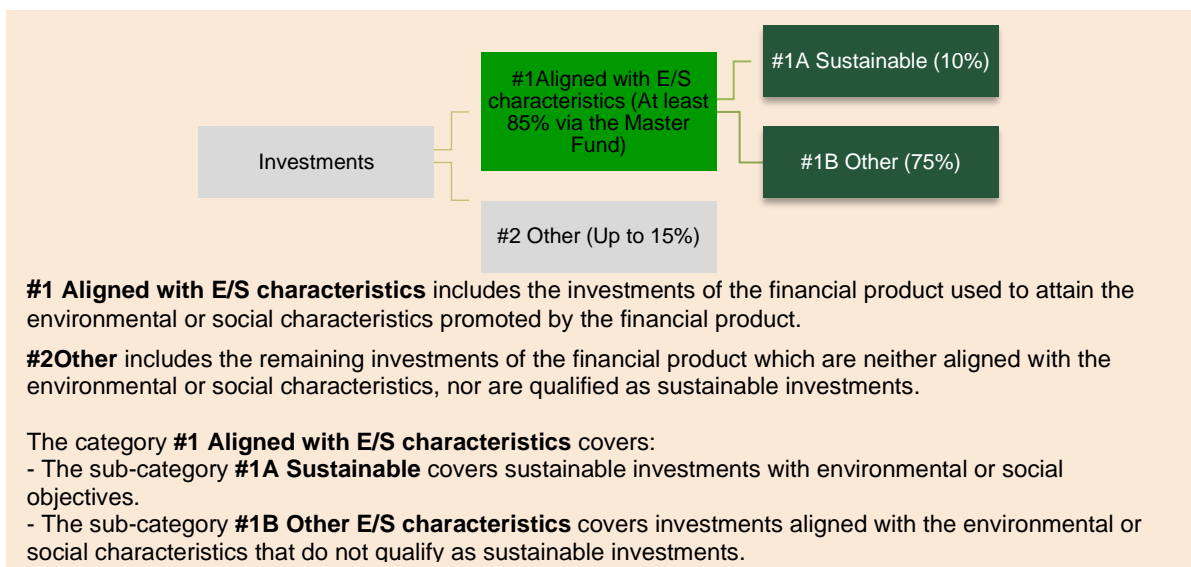 #1Aligned with E/S
characteristics (At least
85% via the Master
Fund)
#1A Sustainable (10%)
Investments
#1B Other (75%)
#2 Other (Up to 15%)
#1 Aligned with E/S characteristics includes the investments of the financial product used to attain the
environmental or social characteristics promoted by the financial product.
#2Other includes the remaining investments of the financial product which are neither aligned with the
environmental or social characteristics, nor are qualified as sustainable investments.
The category #1 Aligned with E/S characteristics covers:
- The sub-category #1A Sustainable covers sustainable investments with environmental or social
objectives.
- The sub-category #1B Other E/S characteristics covers investments aligned with the environmental or
social characteristics that do not qualify as sustainable investments.